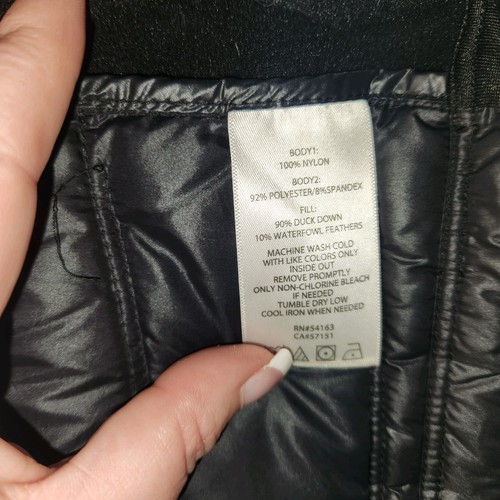 BODY1:
100% NYLON
BODY2:
92% POLYESTER/8%SPANDEX
FILL:
90% DUCK DOWN
10% WATERFOWL FEATHERS
MACHINE WASH COLD
WITH LIKE COLORS ONLY
INSIDE OUT
REMOVE PROMPTLY
ONLY NON-CHLORINE BLEACH
IF NEEDED
TUMBLE DRY LOW
COOL IRON WHEN NEEDED
RN#54163
CA#57151